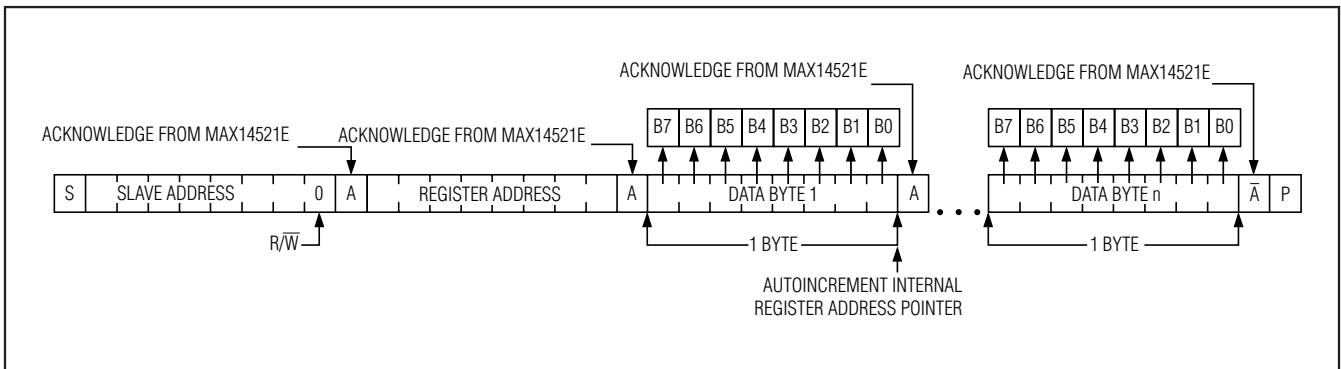 ACKNOWLEDGE FROM MAX14521E
ACKNOWLEDGE FROM MAX14521E
ACKNOWLEDGE FROM MAX14521E
ACKNOWLEDGE FROM MAX14521E
B7 B6 B5 B4 B3 B2 B1 B0
B7 B6 B5 B4 B3 B2 B1 B0
S SLAVE ADDRESS 0 A REGISTER ADDRESS A DATA BYTE 1 A • • • DATA BYTE n A̅ P
R/W̅
1 BYTE
1 BYTE
AUTOINCREMENT INTERNAL
REGISTER ADDRESS POINTER